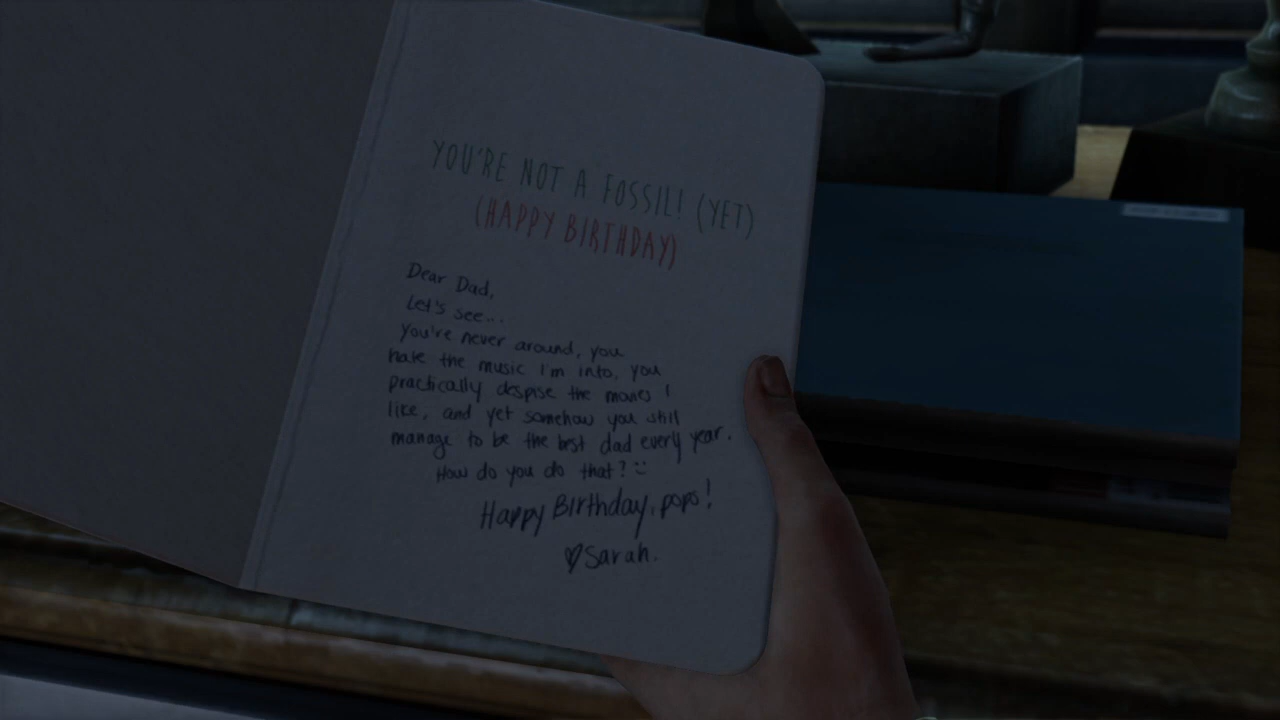 YOU'RE NOT A FOSSIL! (YET)
(HAPPY BIRTHDAY)
Dear Dad,
Let's see...
You're never around, you
hate the music I'm into, you
practically despise the movies I
like, and yet somehow you still
manage to be the best dad every year.
How do you do that? :)
Happy Birthday, pops!
♡Sarah.